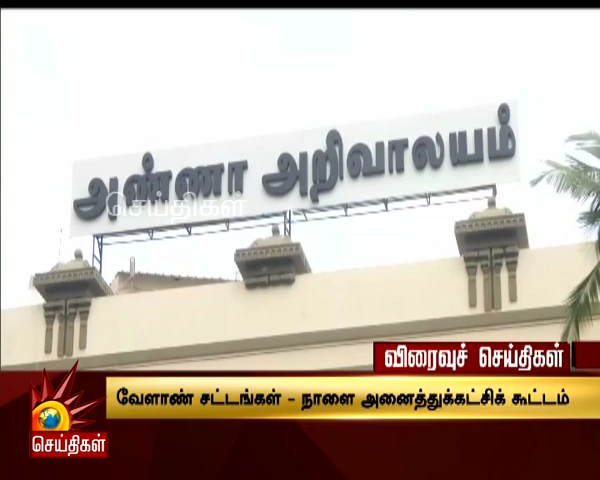 அண்ணா அறிவாலயம்
செய்திகள்
விரைவுச் செய்திகள்
வேளாண் சட்டங்கள் - நாளை அனைத்துக்கட்சிக் கூட்டம்
செய்திகள்